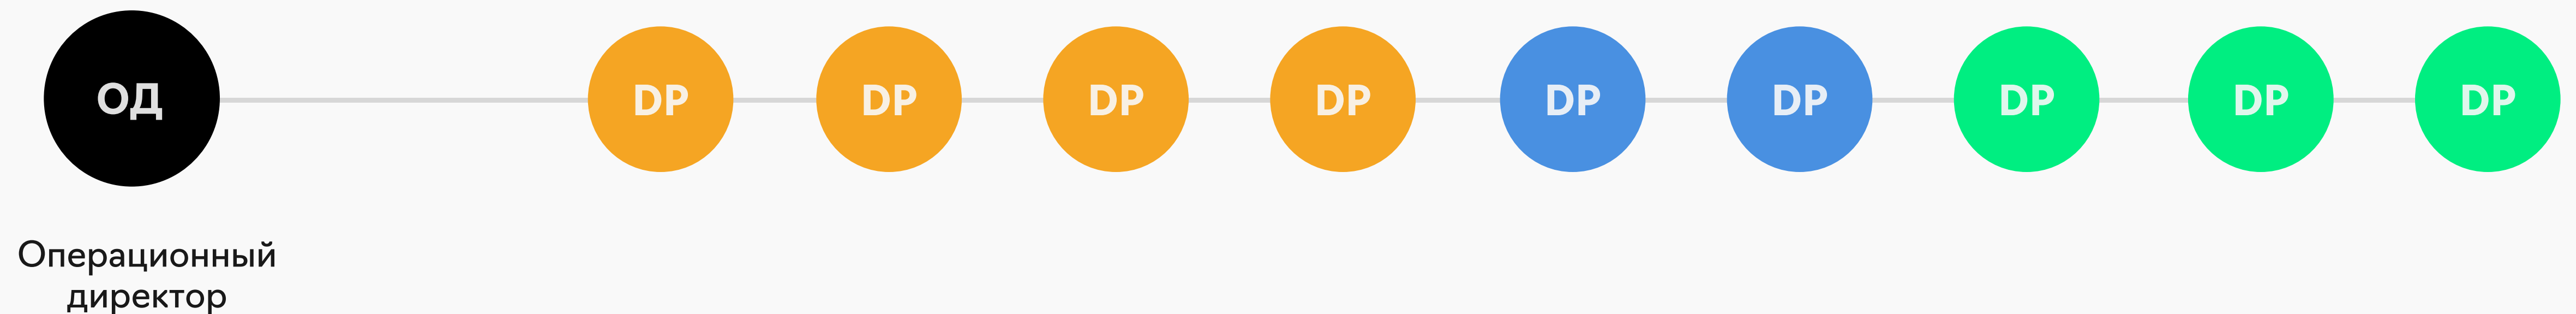 ОД DP DP DP DP DP DP DP DP DP
Операционный
директор